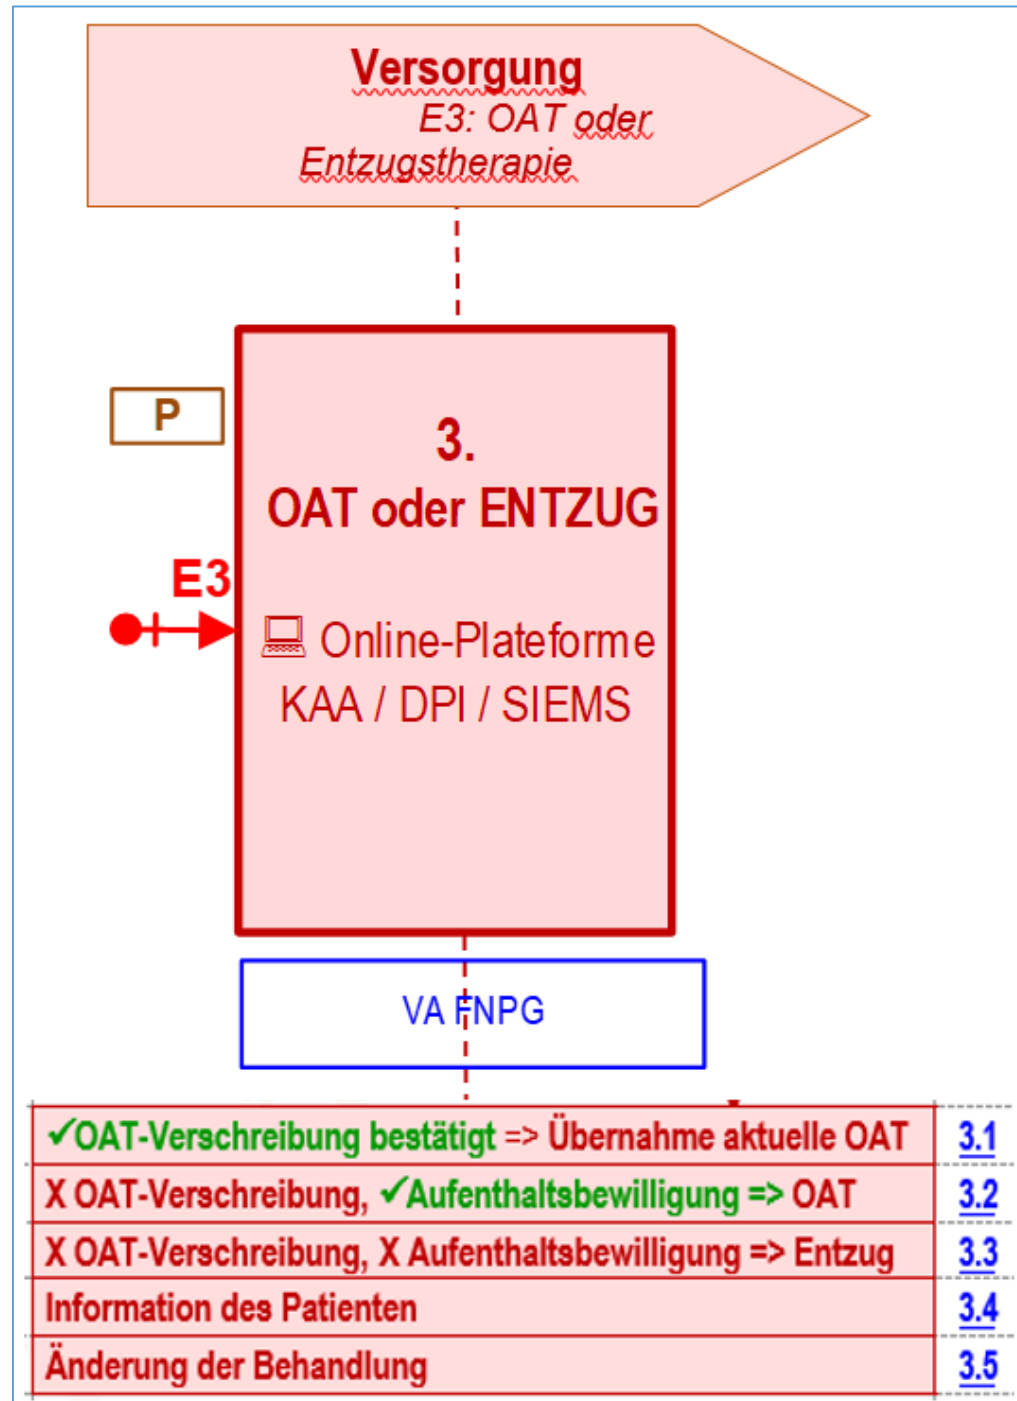 Versorgung
E3: OAT oder
Entzugstherapie
P
3.
OAT oder ENTZUG
E3
Online-Plateforme
KAA / DPI / SIEMS
VA FNPG
✓OAT-Verschreibung bestätigt => Übernahme aktuelle OAT 3.1
X OAT-Verschreibung, ✓Aufenthaltsbewilligung => OAT 3.2
X OAT-Verschreibung, X Aufenthaltsbewilligung => Entzug 3.3
Information des Patienten 3.4
Änderung der Behandlung 3.5